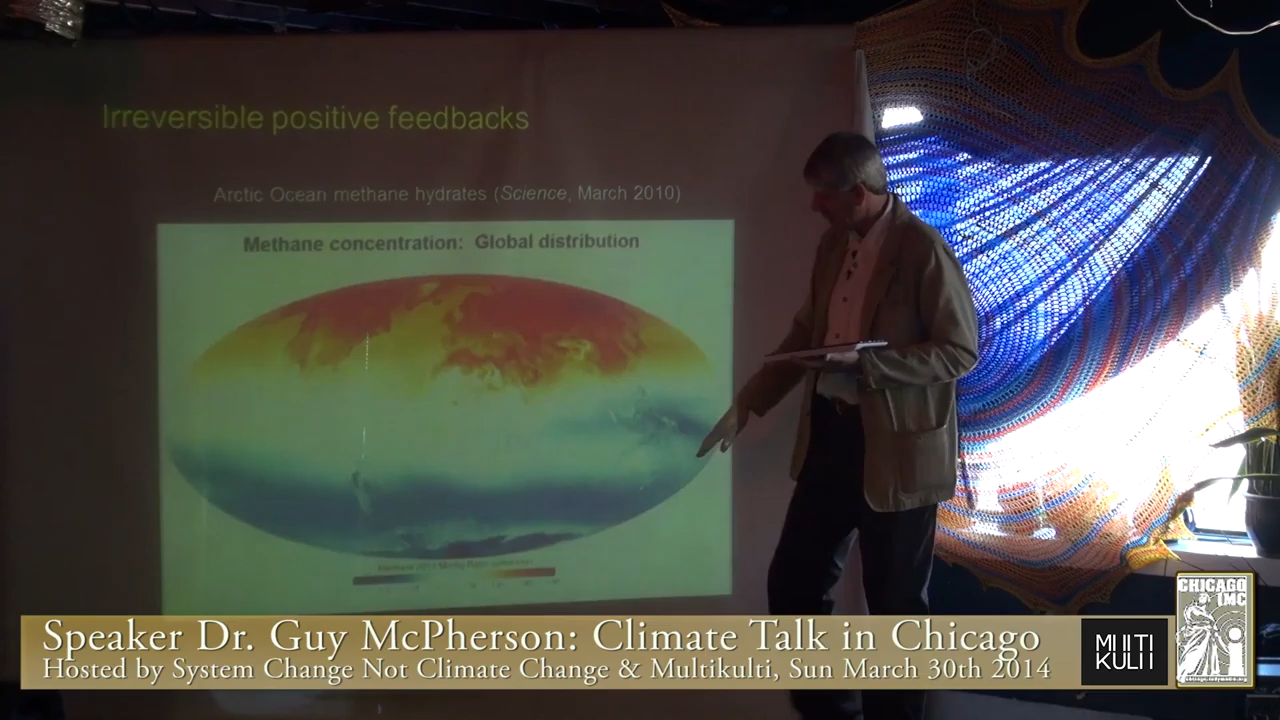 Irreversible positive feedbacks
Arctic Ocean methane hydrates (Science, March 2010)
Methane concentration: Global distribution
Speaker Dr. Guy McPherson: Climate Talk in Chicago
Hosted by System Change Not Climate Change & Multikulti, Sun March 30th 2014
MULTI
KULTI
CHICAGO
IMC